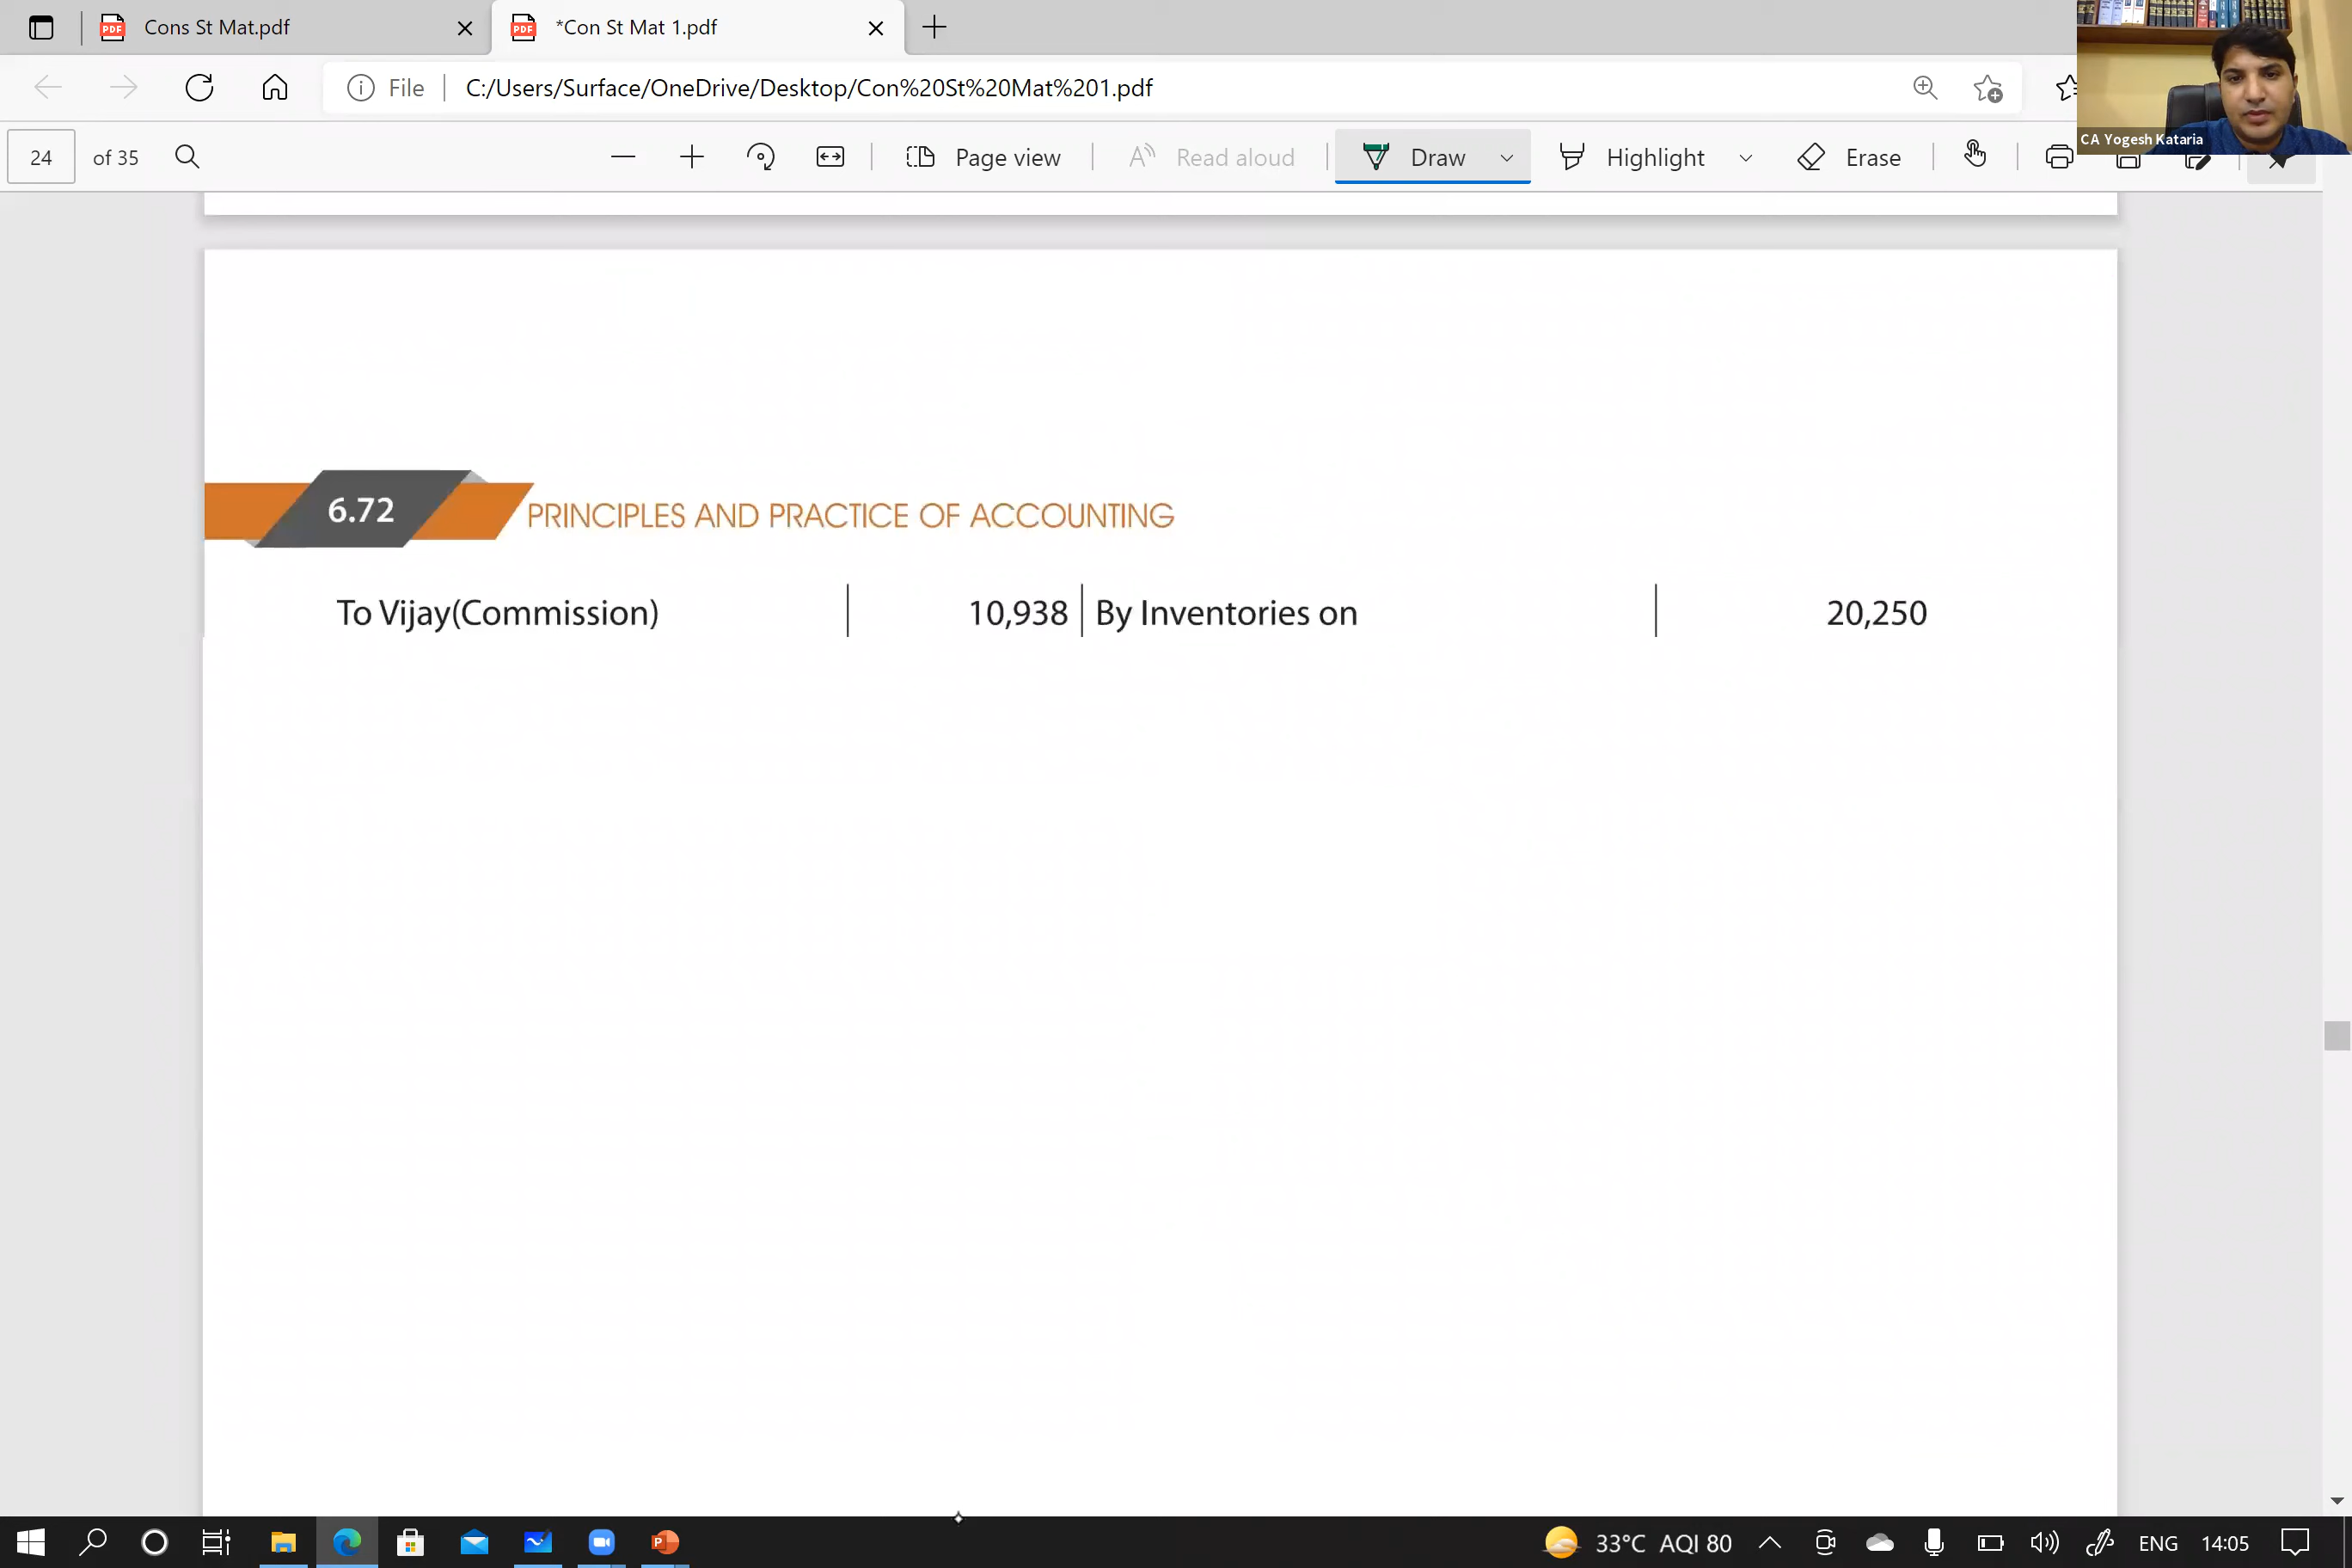 Cons St Mat.pdf
*Con St Mat 1.pdf
File
C:/Users/Surface/OneDrive/Desktop/Con%20St%20Mat%201.pdf
CA Yogesh Kataria
24 of 35
Page view
Read aloud
Draw
Highlight
Erase
6.72 PRINCIPLES AND PRACTICE OF ACCOUNTING
To Vijay(Commission) 10,938 By Inventories on 20,250
33°C AQI 80
ENG
14:05